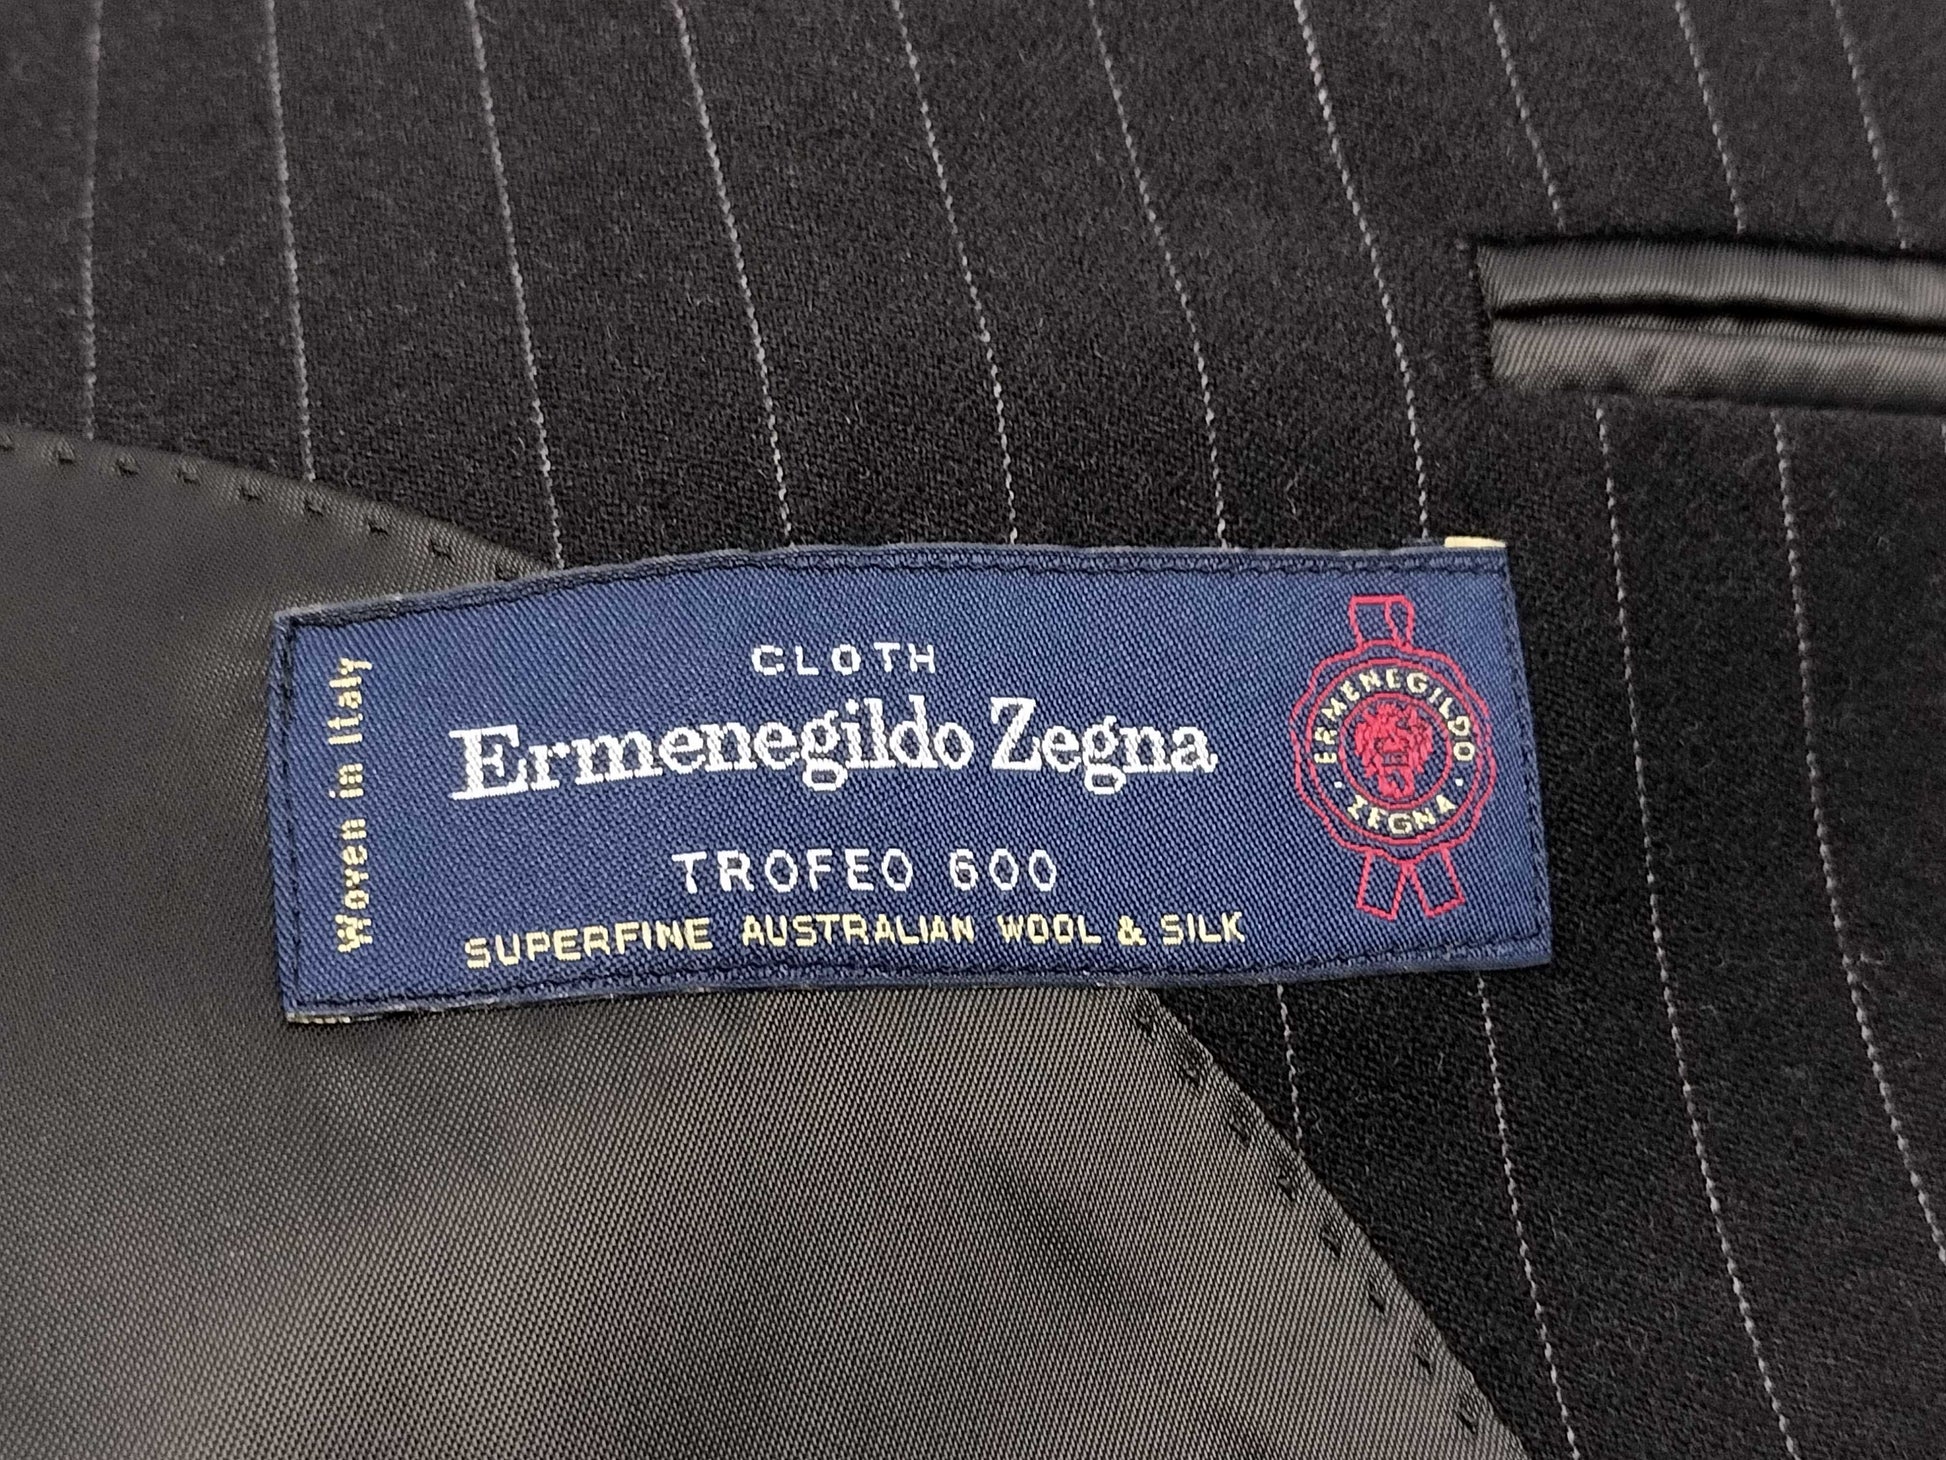 Woven in Italy
CLOTH
Ermenegildo Zegna
TROFEO 600
SUPERFINE AUSTRALIAN WOOL & SILK
ERMENEGILDO
· ZEGNA ·